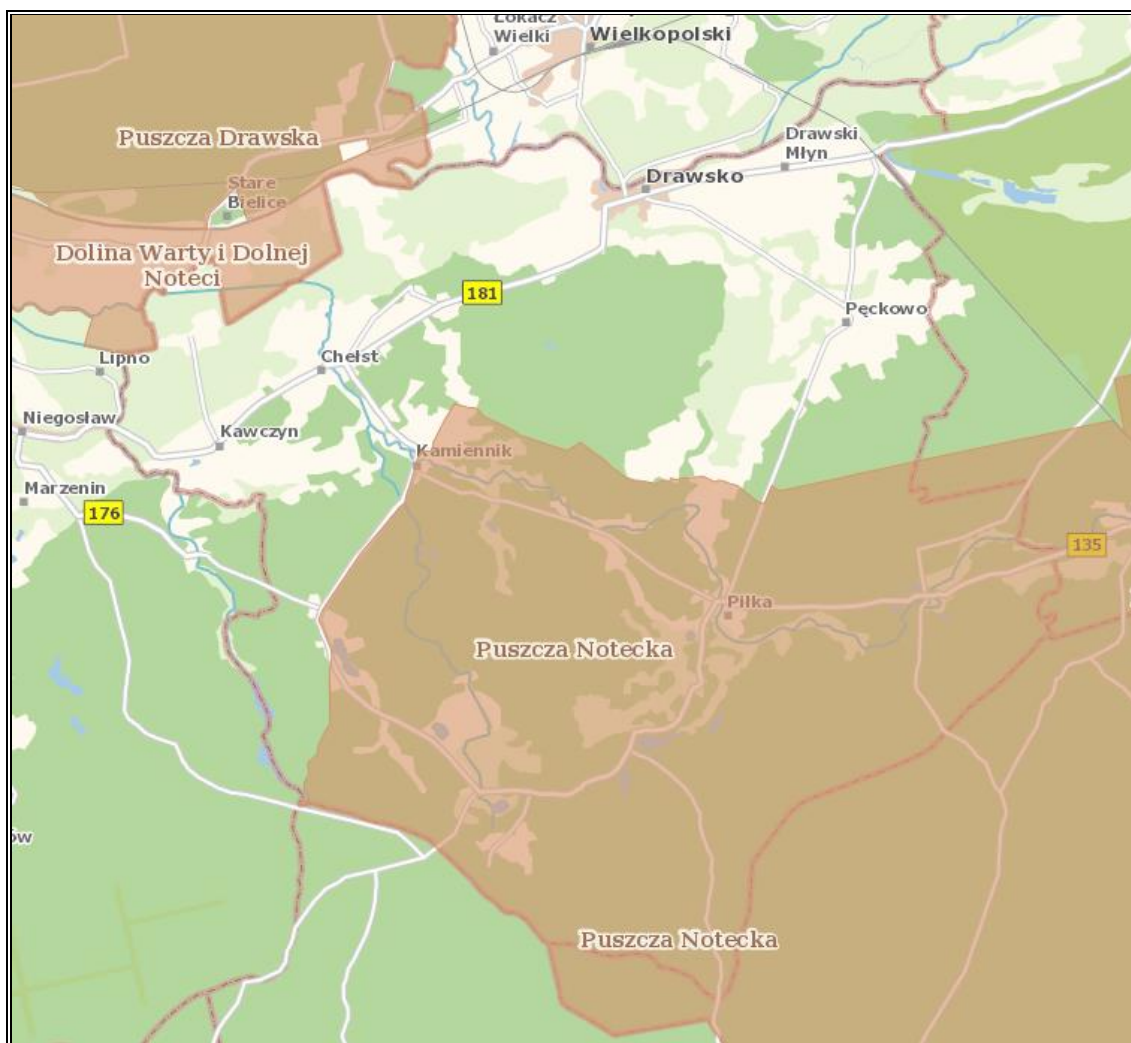 Łokacz
Wielki
Wielkopolski
Puszcza Drawska
Drawski
Młyn
Drawsko
Stare
Bielice
Dolina Warty i Dolnej
Noteci
181
Pęckowo
Lipno
Chełst
Niegosław
Kawczyn
Kamiennik
Marzenin
176
135
Piłka
Puszcza Notecka
ów
Puszcza Notecka